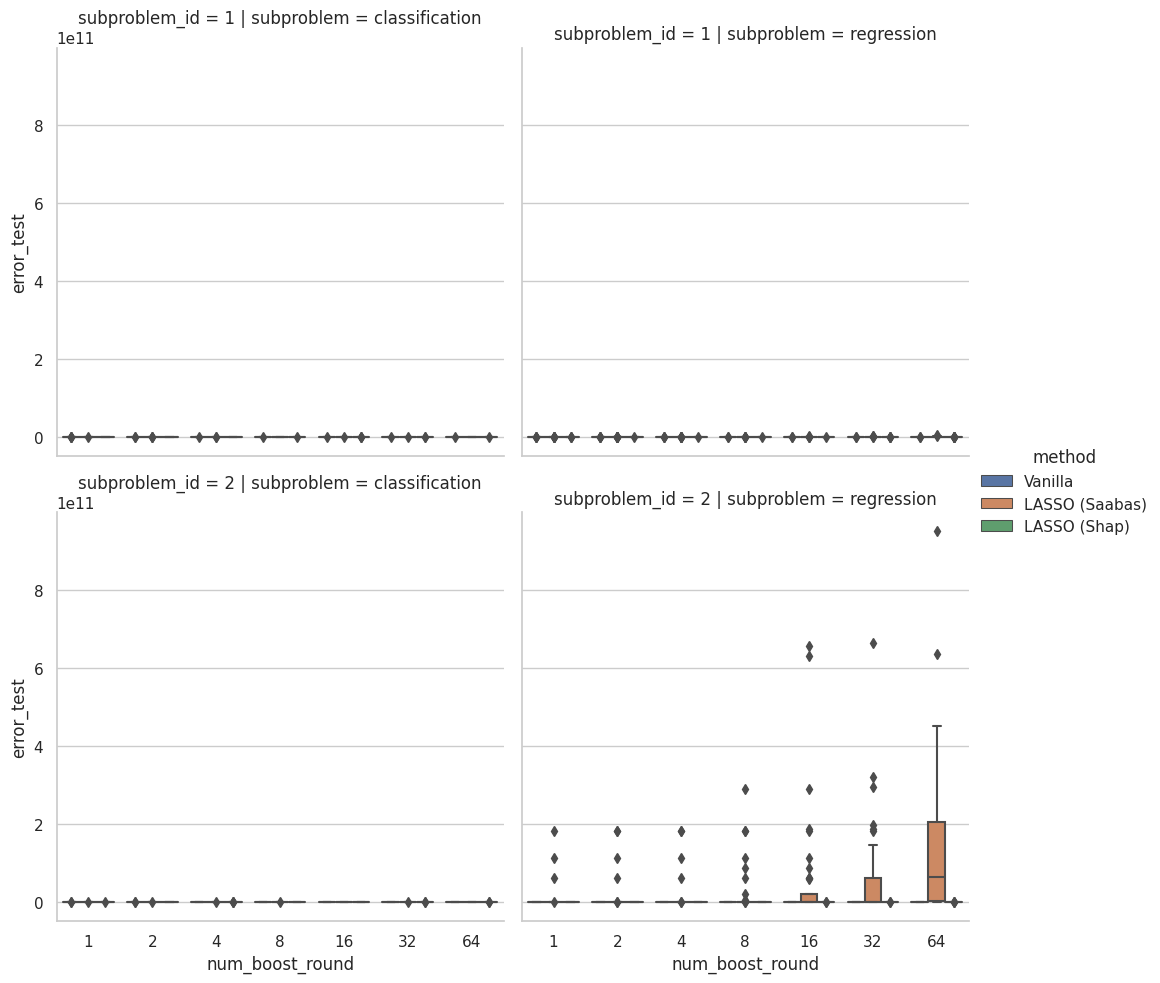 subproblem_id = 1 | subproblem = classification
subproblem_id = 1 | subproblem = regression
1e11
8
6
4
2
0
error_test
subproblem_id = 2 | subproblem = classification
subproblem_id = 2 | subproblem = regression
1e11
8
6
4
2
0
error_test
1 2 4 8 16 32 64
num_boost_round
1 2 4 8 16 32 64
num_boost_round
method
Vanilla
LASSO (Saabas)
LASSO (Shap)